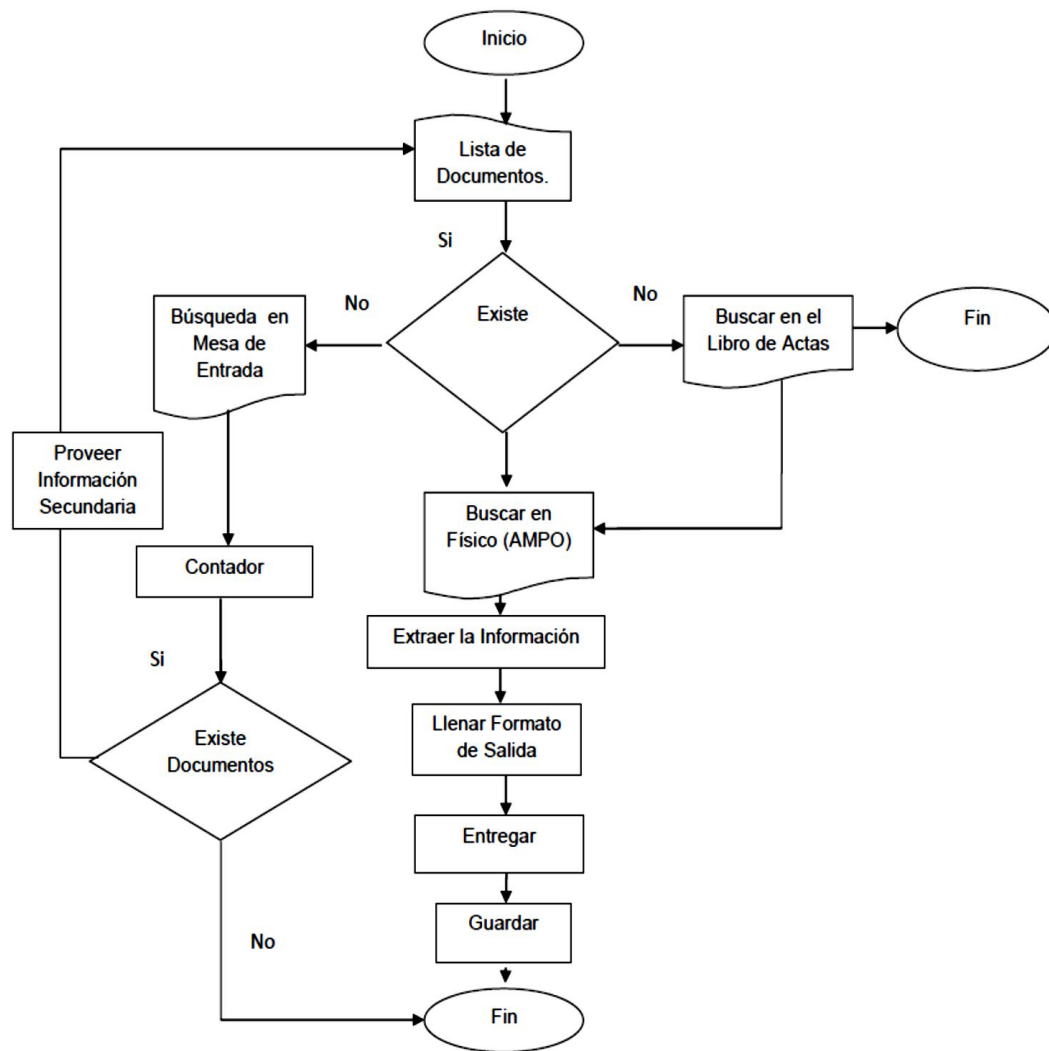 Inicio
Lista de
Documentos.
Si
No
Existe
No
Búsqueda en
Mesa de
Entrada
Buscar en el
Libro de Actas
Fin
Proveer
Información
Secundaria
Buscar en
Físico (AMPO)
Contador
Extraer la Información
Si
Llenar Formato
de Salida
Existe
Documentos
Entregar
Guardar
No
Fin